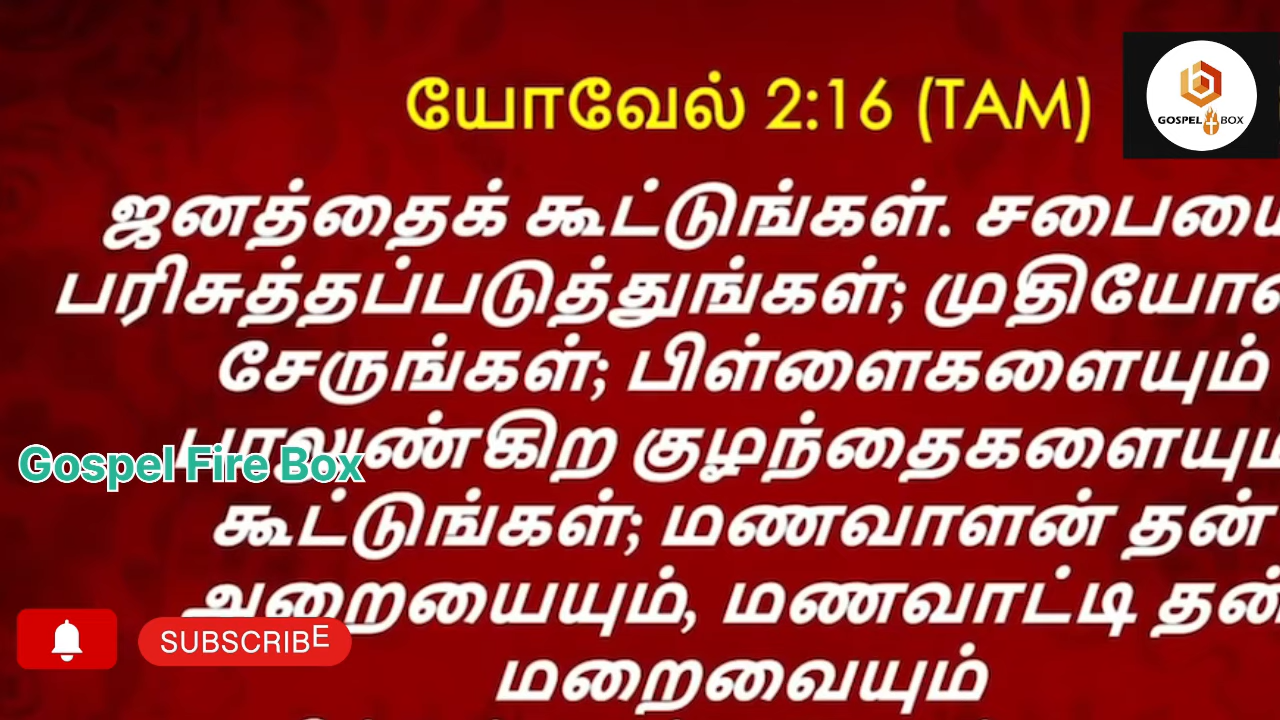 யோவேல் 2:16 (TAM)
GOSPEL BOX
ஜனத்தைக் கூட்டுங்கள். சபையை
பரிசுத்தப்படுத்துங்கள்;
சேருங்கள்; பிள்ளைகளையும்
குழந்தைகளையும்
Gospel Fire Box
கூட்டுங்கள்; மணவாளன் தன்
அறையையும், மணவாட்டி தன்
SUBSCRIBE
மறைவையும்